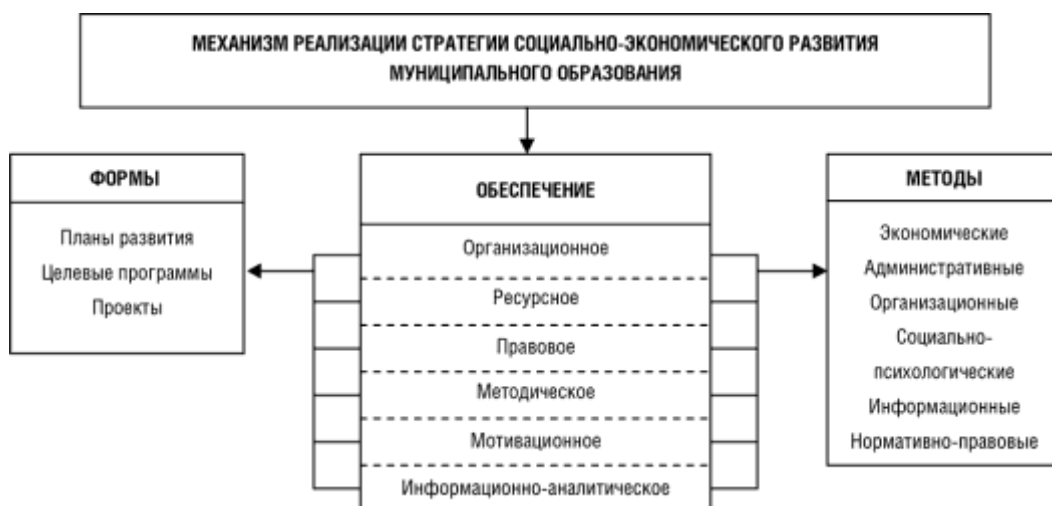 МЕХАНИЗМ РЕАЛИЗАЦИИ СТРАТЕГИИ СОЦИАЛЬНО-ЭКОНОМИЧЕСКОГО РАЗВИТИЯ
МУНИЦИПАЛЬНОГО ОБРАЗОВАНИЯ
ФОРМЫ
Планы развития
Целевые программы
Проекты
ОБЕСПЕЧЕНИЕ
Организационное
Ресурсное
Правовое
Методическое
Мотивационное
Информационно-аналитическое
МЕТОДЫ
Экономические
Административные
Организационные
Социально-
психологические
Информационные
Нормативно-правовые